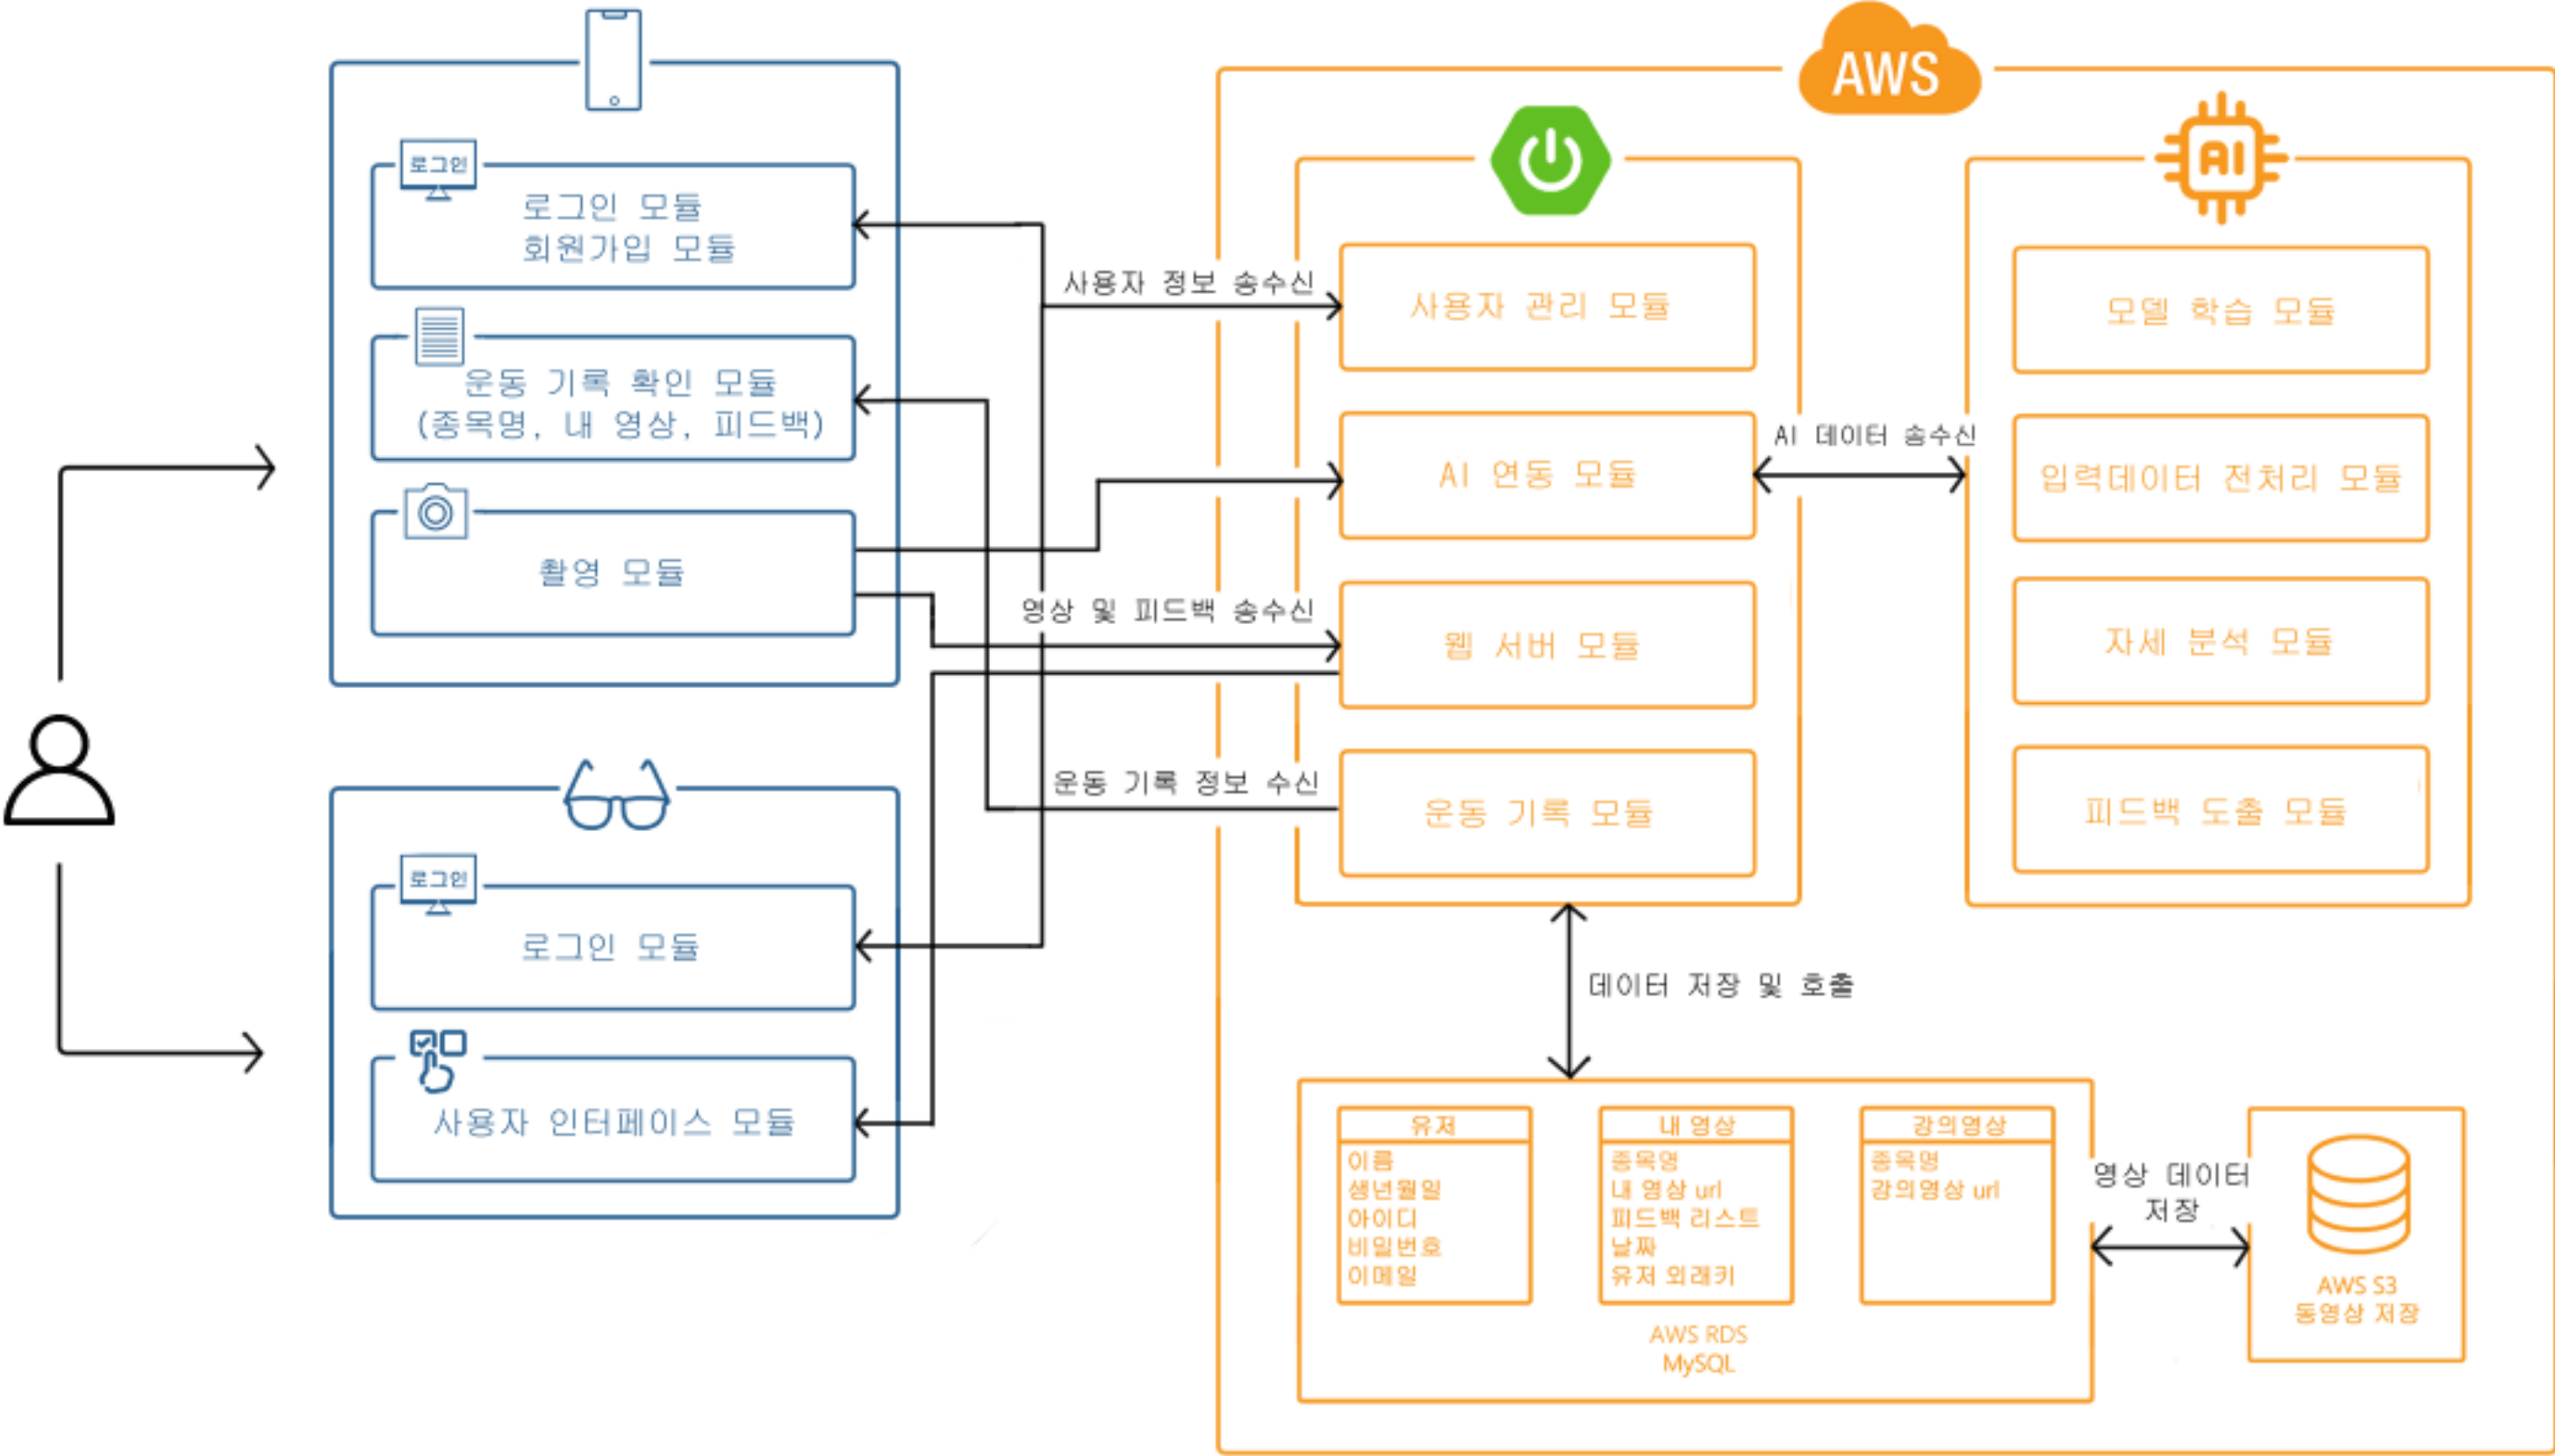 로그인
로그인 모듈
회원가입 모듈
운동 기록 확인 모듈
(종목명, 내 영상, 피드백)
촬영 모듈
로그인
로그인 모듈
사용자 인터페이스 모듈
사용자 정보 송수신
영상 및 피드백 송수신
운동 기록 정보 수신
AWS
사용자 관리 모듈
AI 연동 모듈
웹 서버 모듈
운동 기록 모듈
AI 데이터 송수신
AI
모델 학습 모듈
입력데이터 전처리 모듈
자세 분석 모듈
피드백 도출 모듈
데이터 저장 및 호출
유저
이름
생년월일
아이디
비밀번호
이메일
내 영상
종목명
내 영상 url
피드백 리스트
날짜
유저 외래키
강의영상
종목명
강의영상 url
AWS RDS
MySQL
영상 데이터
저장
AWS S3
동영상 저장